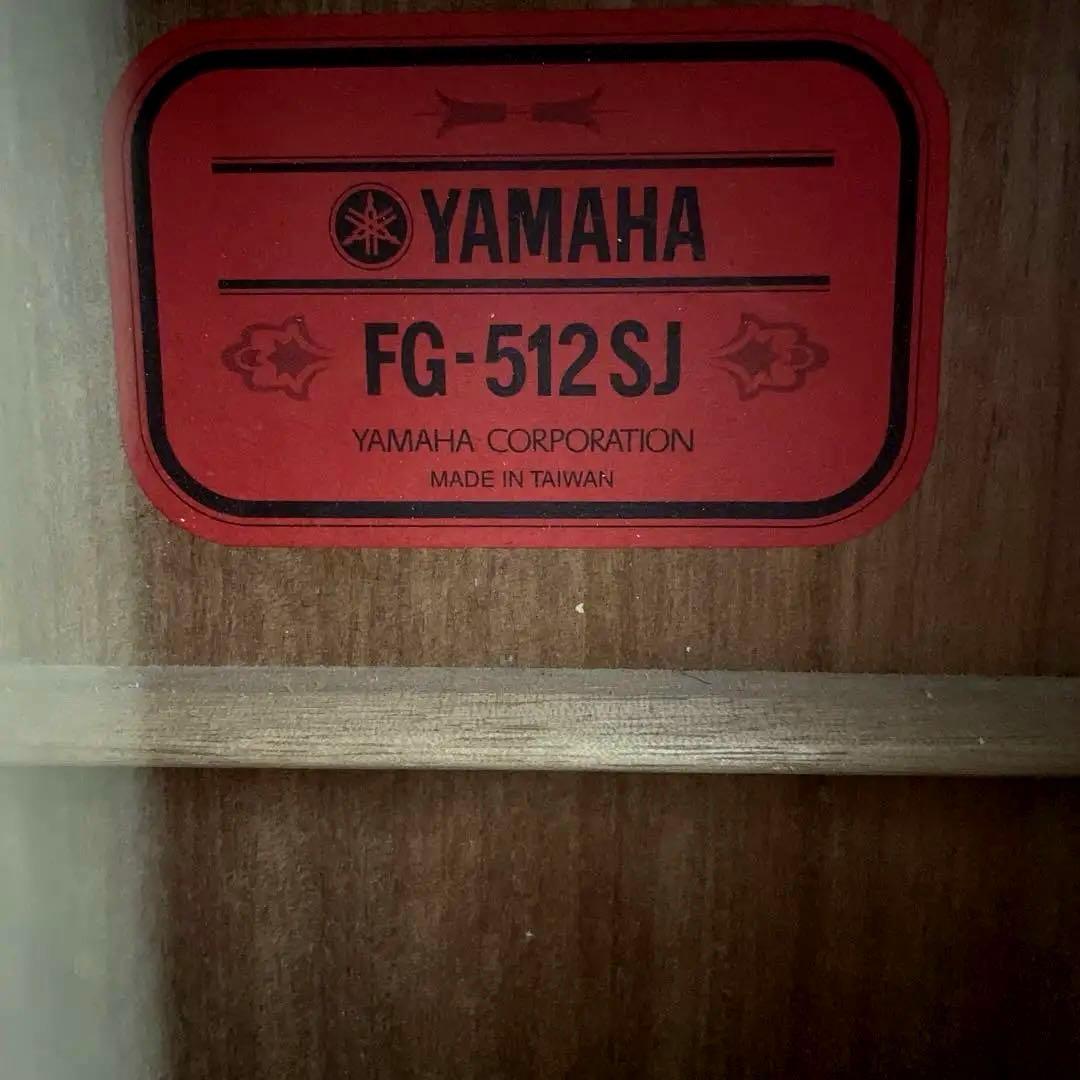 YAMAHA
FG-512SJ
YAMAHA CORPORATION
MADE IN TAIWAN